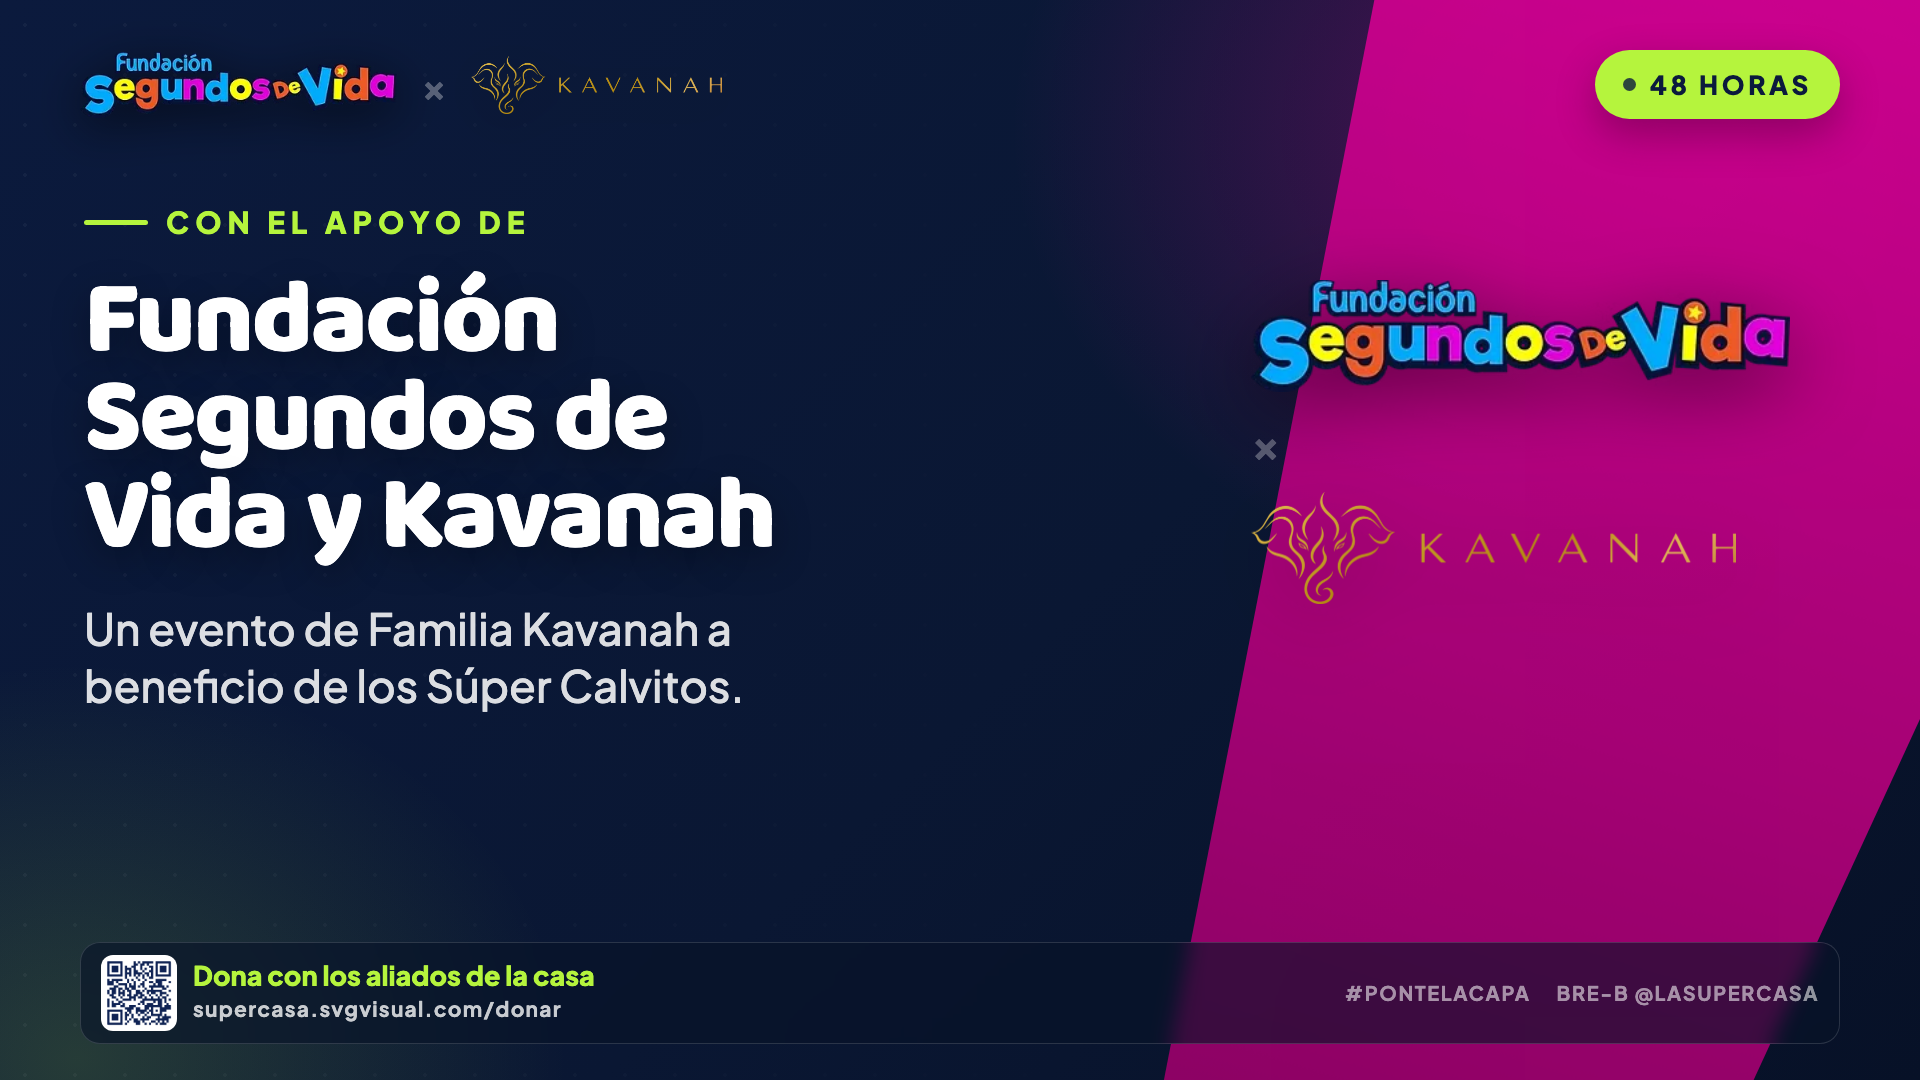 Fundación
Segundos De Vida
×
KAVANAH
48 HORAS
CON EL APOYO DE
Fundación
Segundos de
Vida y Kavanah
Un evento de Familia Kavanah a
beneficio de los Súper Calvitos.
Fundación
Segundos De Vida
×
KAVANAH
Dona con los aliados de la casa
supercasa.svgvisual.com/donar
#PONTELACAPA BRE-B @LASUPERCASA